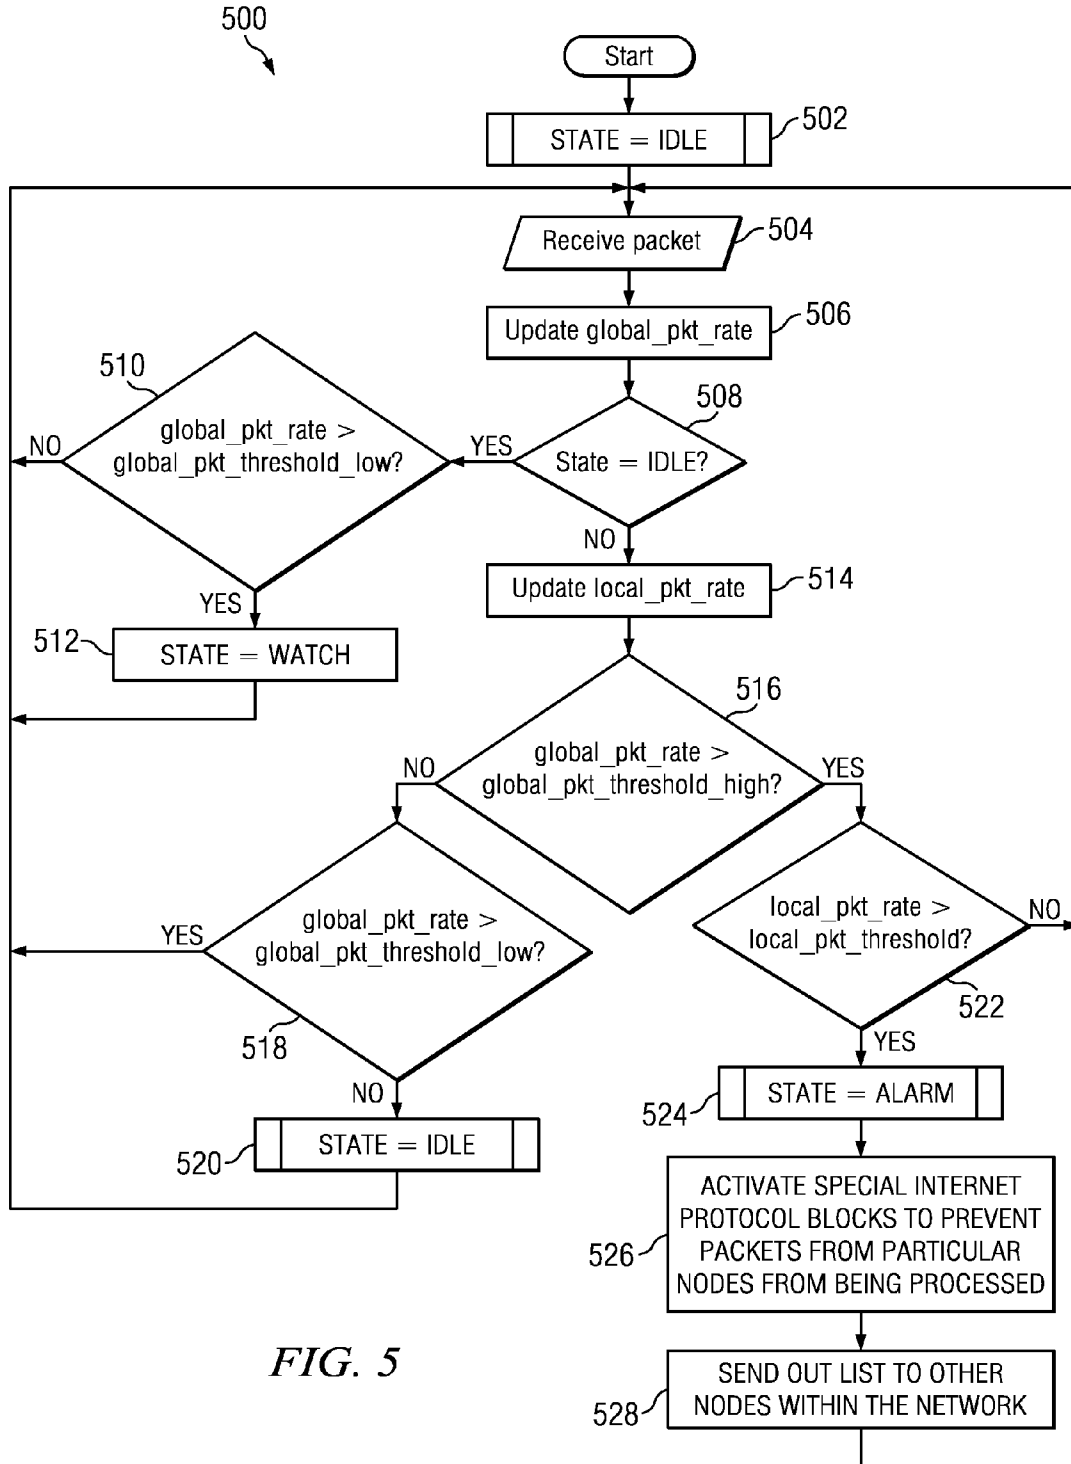 500
Start
STATE = IDLE
502
Receive packet
504
Update global_pkt_rate
506
508
State = IDLE?
YES
NO
510
global_pkt_rate >
global_pkt_threshold_low?
NO
YES
512
STATE = WATCH
Update local_pkt_rate
514
516
global_pkt_rate >
global_pkt_threshold_high?
NO
YES
global_pkt_rate >
global_pkt_threshold_low?
YES
518
NO
520
STATE = IDLE
local_pkt_rate >
local_pkt_threshold?
NO
522
YES
524
STATE = ALARM
526
ACTIVATE SPECIAL INTERNET
PROTOCOL BLOCKS TO PREVENT
PACKETS FROM PARTICULAR
NODES FROM BEING PROCESSED
528
SEND OUT LIST TO OTHER
NODES WITHIN THE NETWORK
FIG. 5